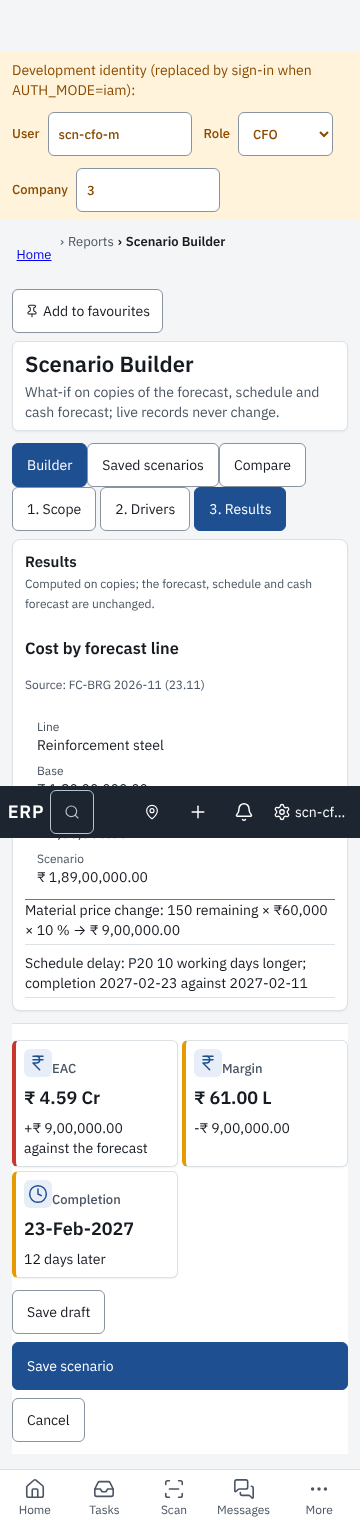 Development identity (replaced by sign-in when
AUTH_MODE=iam):
User scn-cfo-m Role CFO
Company 3
Home › Reports › Scenario Builder
Add to favourites
Scenario Builder
What-if on copies of the forecast, schedule and
cash forecast; live records never change.
Builder Saved scenarios Compare
1. Scope 2. Drivers 3. Results
Results
Computed on copies; the forecast, schedule and cash
forecast are unchanged.
Cost by forecast line
Source: FC-BRG 2026-11 (23.11)
Line
Reinforcement steel
Base
ERP scn-cf...
Scenario
₹ 1,89,00,000.00
Material price change: 150 remaining × ₹60,000
× 10 % → ₹ 9,00,000.00
Schedule delay: P20 10 working days longer;
completion 2027-02-23 against 2027-02-11
₹ EAC
₹ 4.59 Cr
+₹ 9,00,000.00
against the forecast
₹ Margin
₹ 61.00 L
-₹ 9,00,000.00
Completion
23-Feb-2027
12 days later
Save draft
Save scenario
Cancel
Home Tasks Scan Messages More